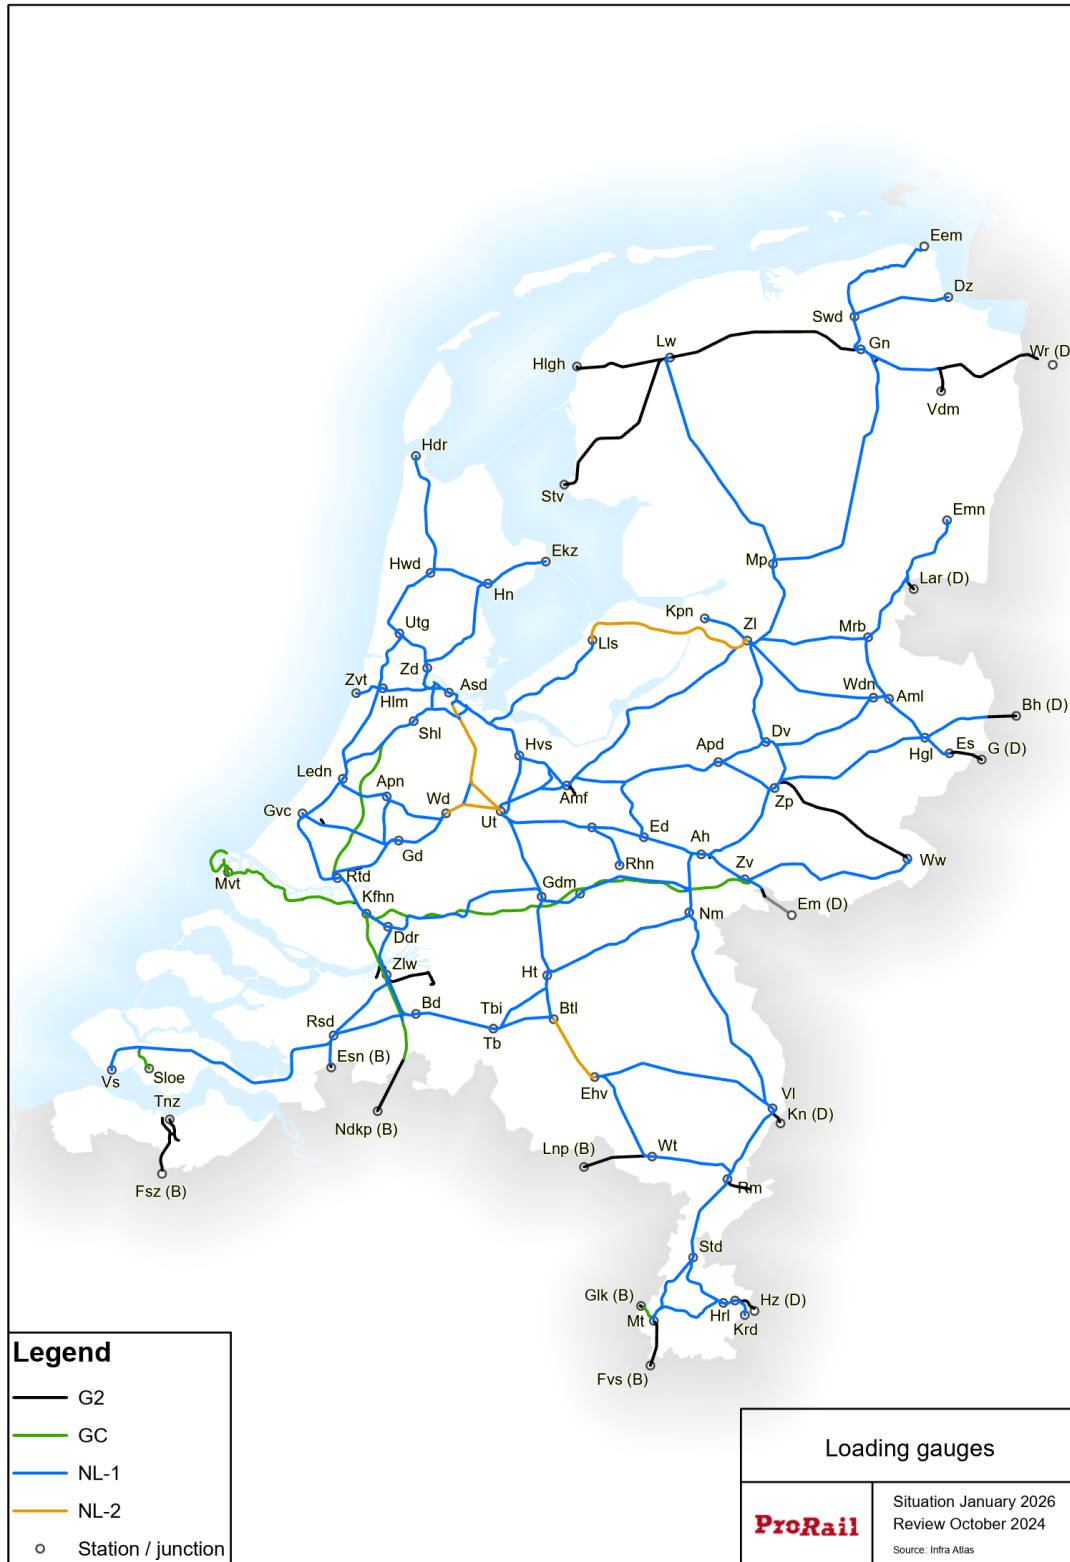 Eem
Dz
Swd
Gn
Lw
Hlgh
Wr (D
Vdm
Hdr
Stv
Emn
Ekz
Hwd
Mp
Hn
Lar (D)
Kpn
Utg
Zl
Mrb
Lls
Zd
Zvt
Asd
Wdn
Aml
Hlm
Bh (D)
Shl
Dv
Hvs
Es
G (D)
Apd
Hgl
Ledn
Apn
Amf
Wd
Zp
Gvc
Ut
Ed
Ah
Gd
Ww
Rhn
Zv
Mvt
Rtd
Kfhn
Gdm
Em (D)
Nm
Ddr
Zlw
Ht
Tbi
Btl
Bd
Rsd
Tb
Esn (B)
Vs
Sloe
Ehv
Tnz
Vl
Kn (D)
Ndkp (B)
Lnp (B)
Wt
Fsz (B)
Rm
Std
Glk (B)
Hz (D)
Mt
Hrl
Krd
Fvs (B)
Legend
G2
GC
NL-1
NL-2
Station / junction
Loading gauges
ProRail
Situation January 2026
Review October 2024
Source: Infra Atlas